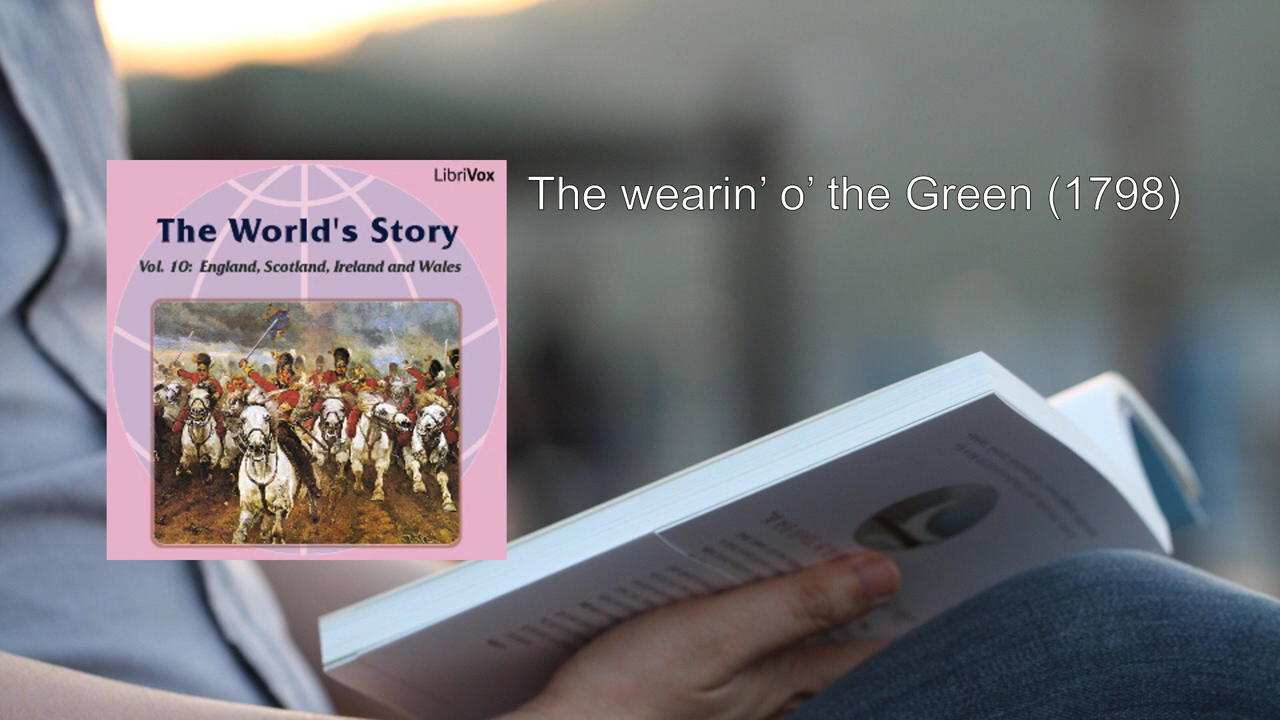 LibriVox
The World's Story
Vol. 10: England, Scotland, Ireland and Wales
The wearin’ o’ the Green (1798)